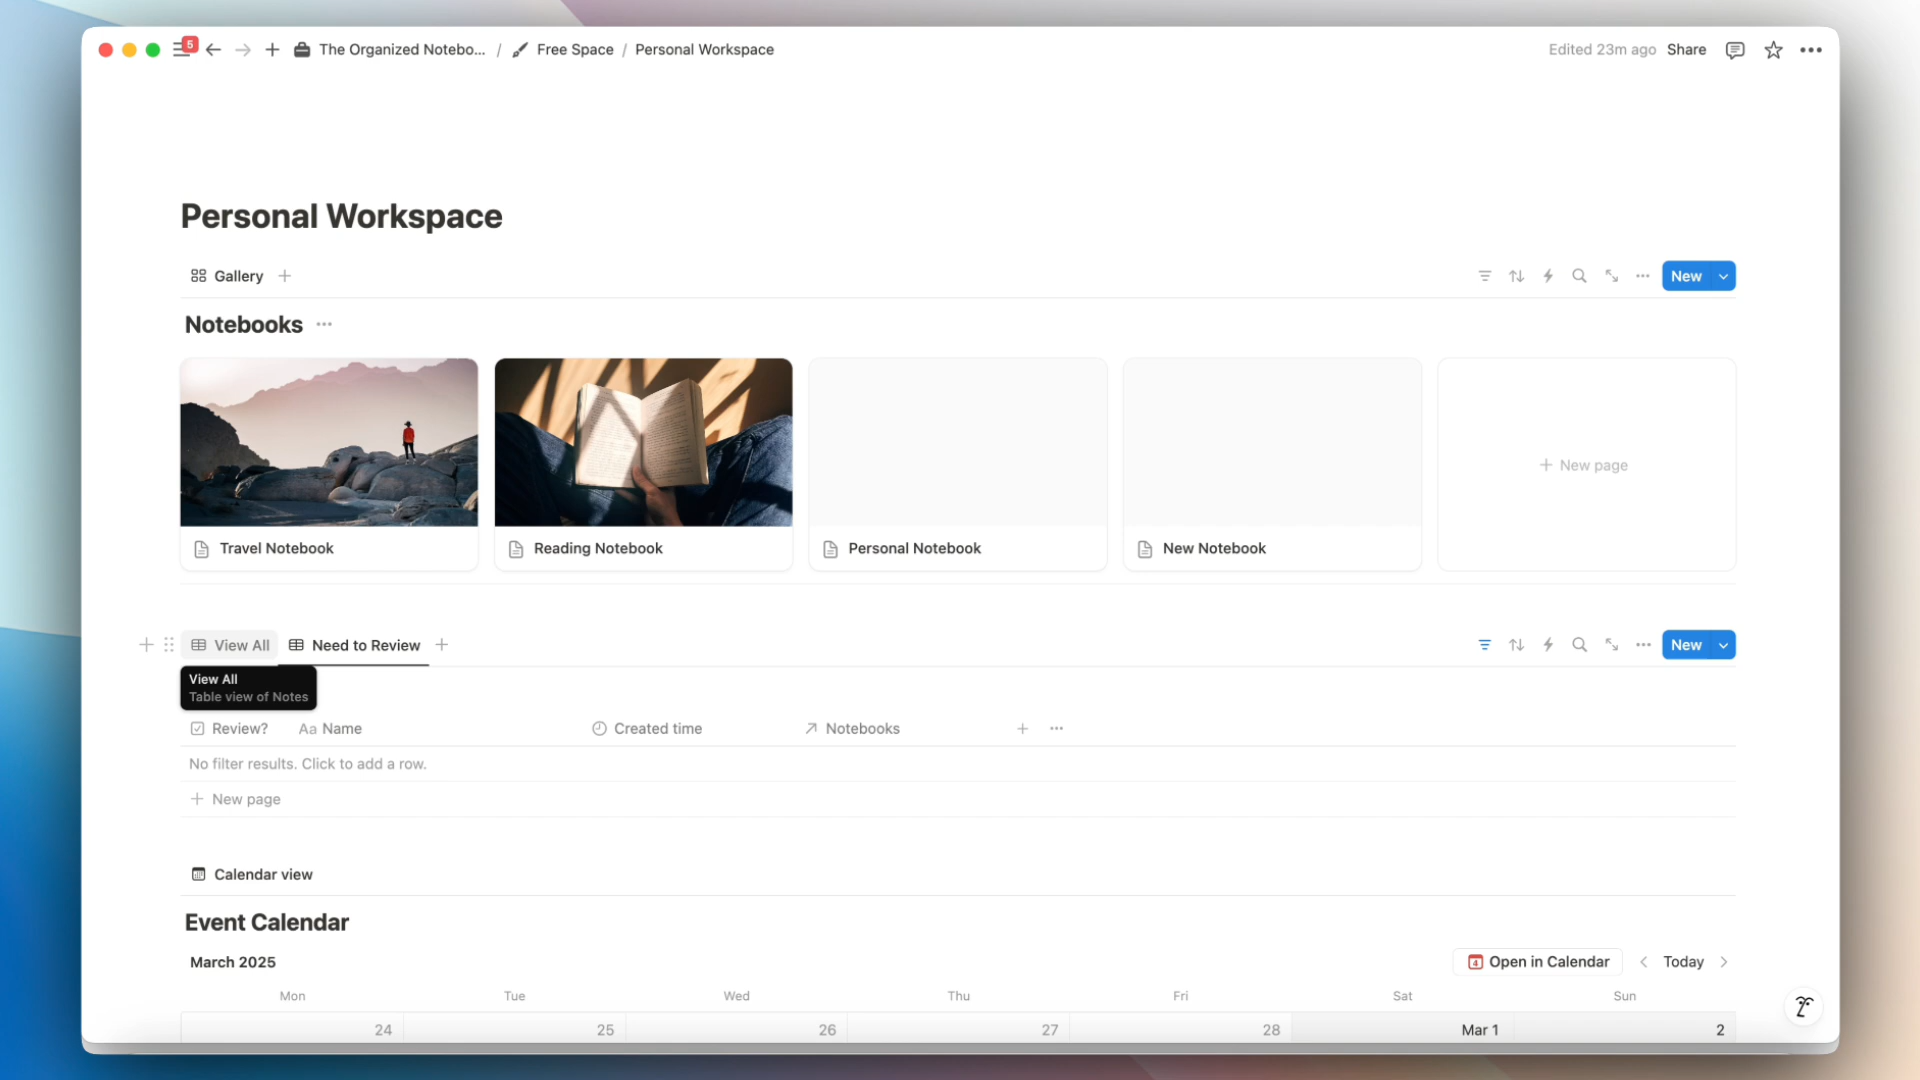 5
The Organized Notebo... / Free Space / Personal Workspace
Edited 23m ago Share
Personal Workspace
Gallery
New
Notebooks
Travel Notebook
Reading Notebook
Personal Notebook
New Notebook
New page
View All
Need to Review
New
View All
Table view of Notes
Review?
Aa Name
Created time
Notebooks
No filter results. Click to add a row.
New page
Calendar view
Event Calendar
March 2025
4 Open in Calendar
Today
Mon Tue Wed Thu Fri Sat Sun
24 25 26 27 28 Mar 1 2